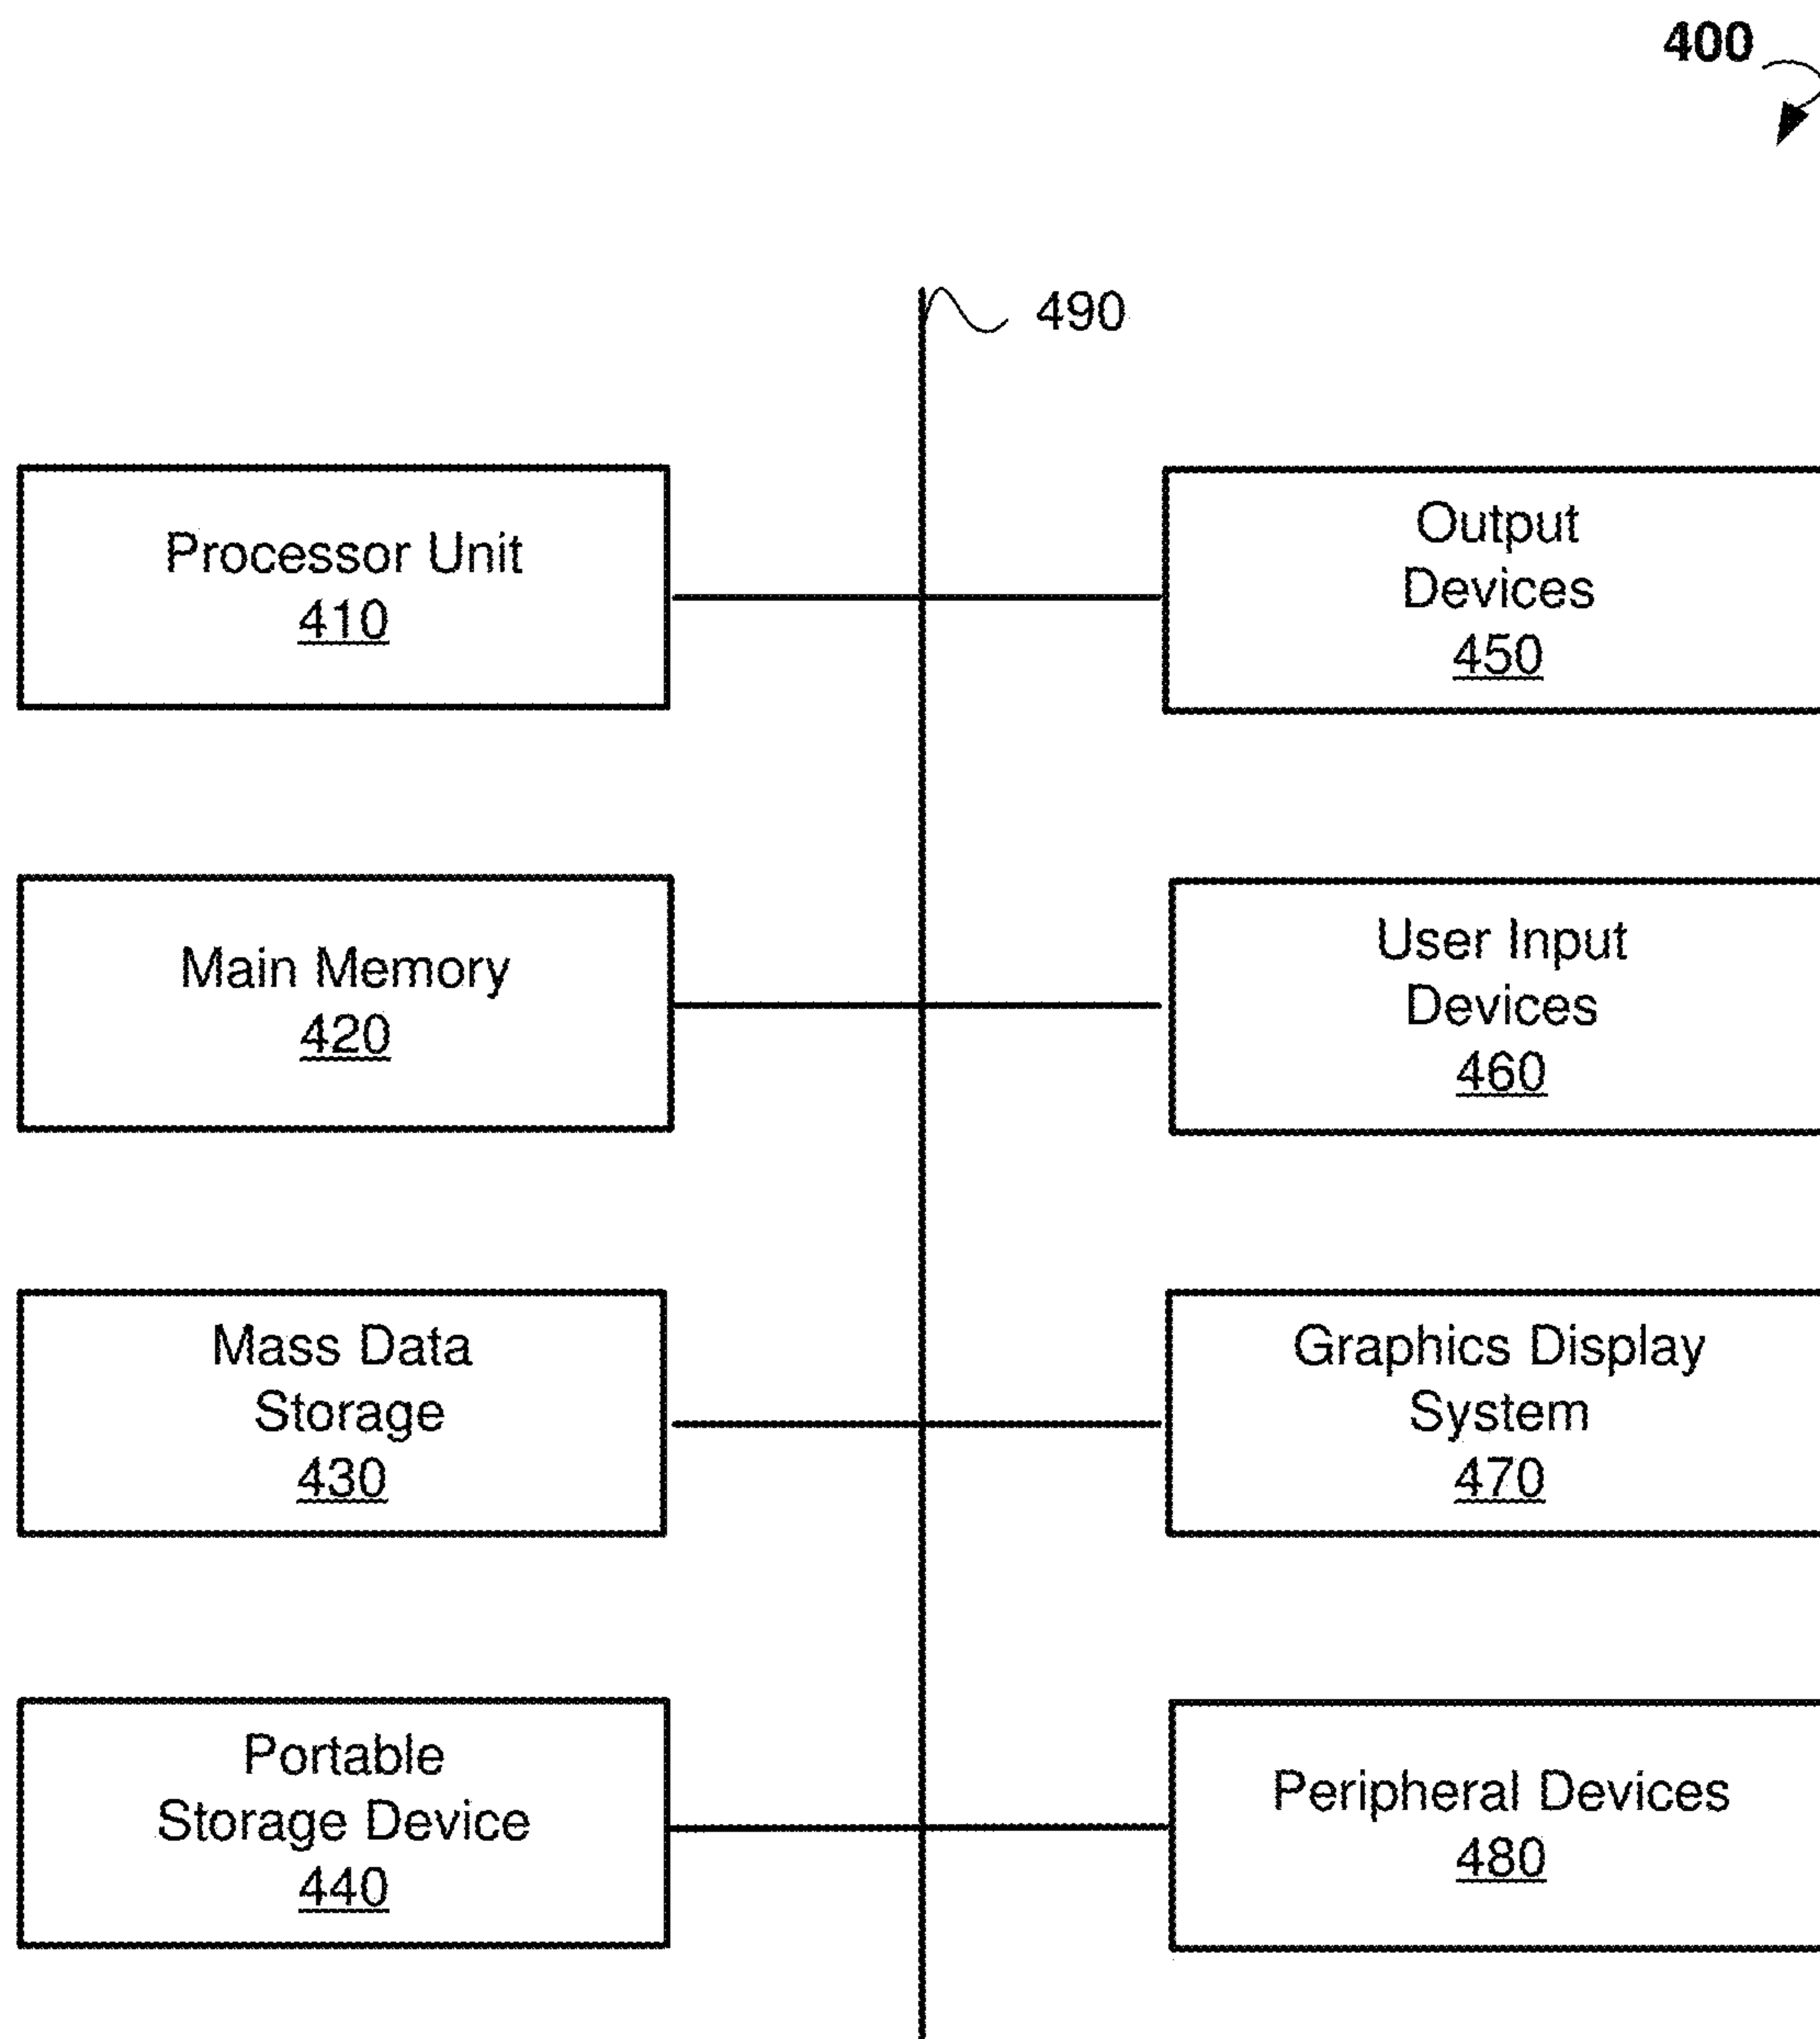 400
490
Processor Unit
410
Output
Devices
450
Main Memory
420
User Input
Devices
460
Mass Data
Storage
430
Graphics Display
System
470
Portable
Storage Device
440
Peripheral Devices
480